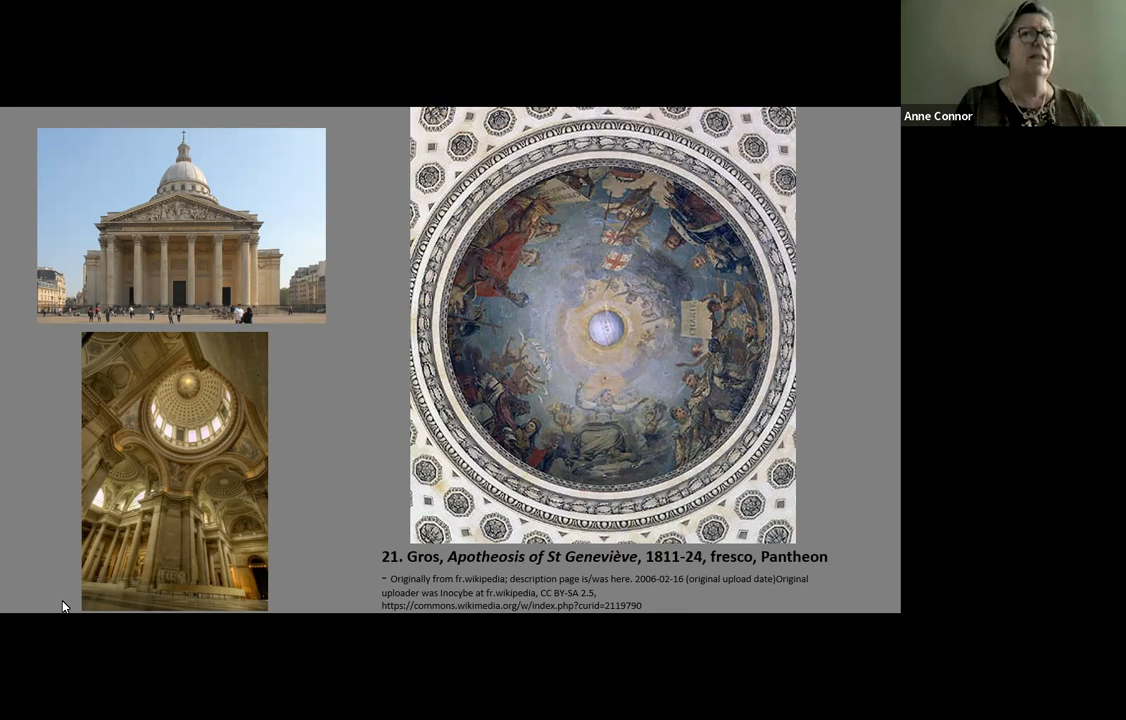 Anne Connor
21. Gros, Apotheosis of St Geneviève, 1811-24, fresco, Pantheon
- Originally from fr.wikipedia; description page is/was here. 2006-02-16 (original upload date)Original
uploader was Inocybe at fr.wikipedia, CC BY-SA 2.5,
https://commons.wikimedia.org/w/index.php?curid=2119790